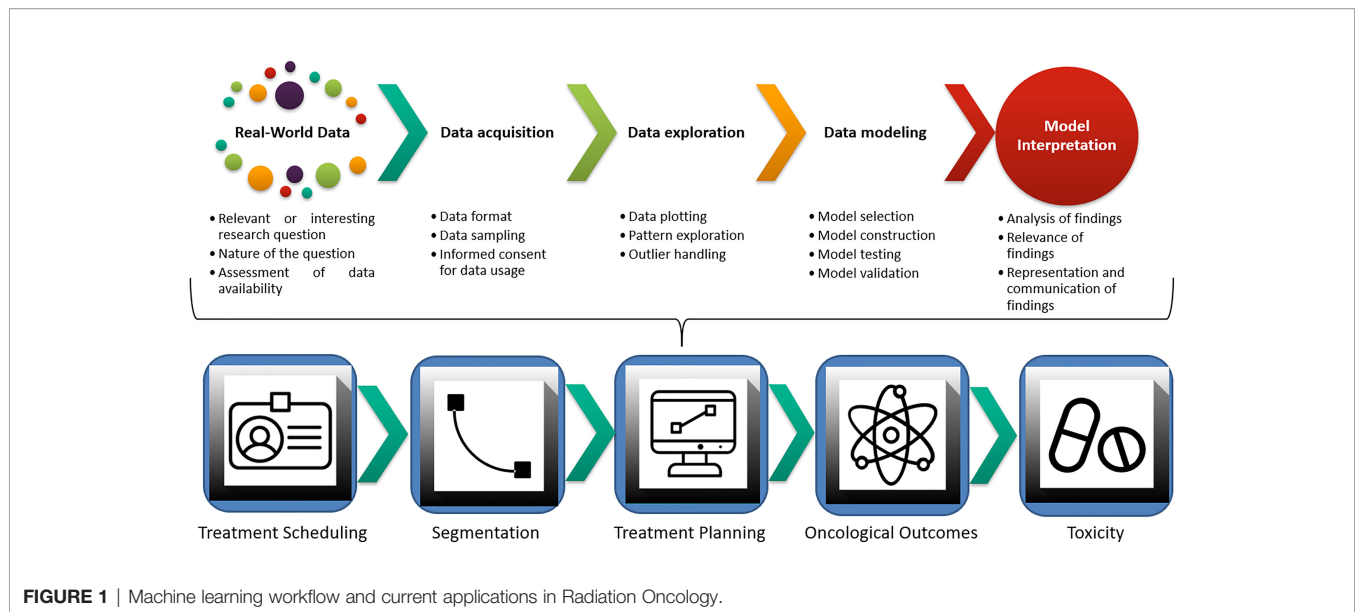 Real-World Data
Data acquisition
Data exploration
Data modeling
Model
Interpretation
• Relevant or interesting
research question
• Nature of the question
• Assessment of data
availability
• Data format
• Data sampling
• Informed consent
for data usage
• Data plotting
• Pattern exploration
• Outlier handling
• Model selection
• Model construction
• Model testing
• Model validation
• Analysis of findings
• Relevance of
findings
• Representation and
communication of
findings
Treatment Scheduling
Segmentation
Treatment Planning
Oncological Outcomes
Toxicity
FIGURE 1 | Machine learning workflow and current applications in Radiation Oncology.